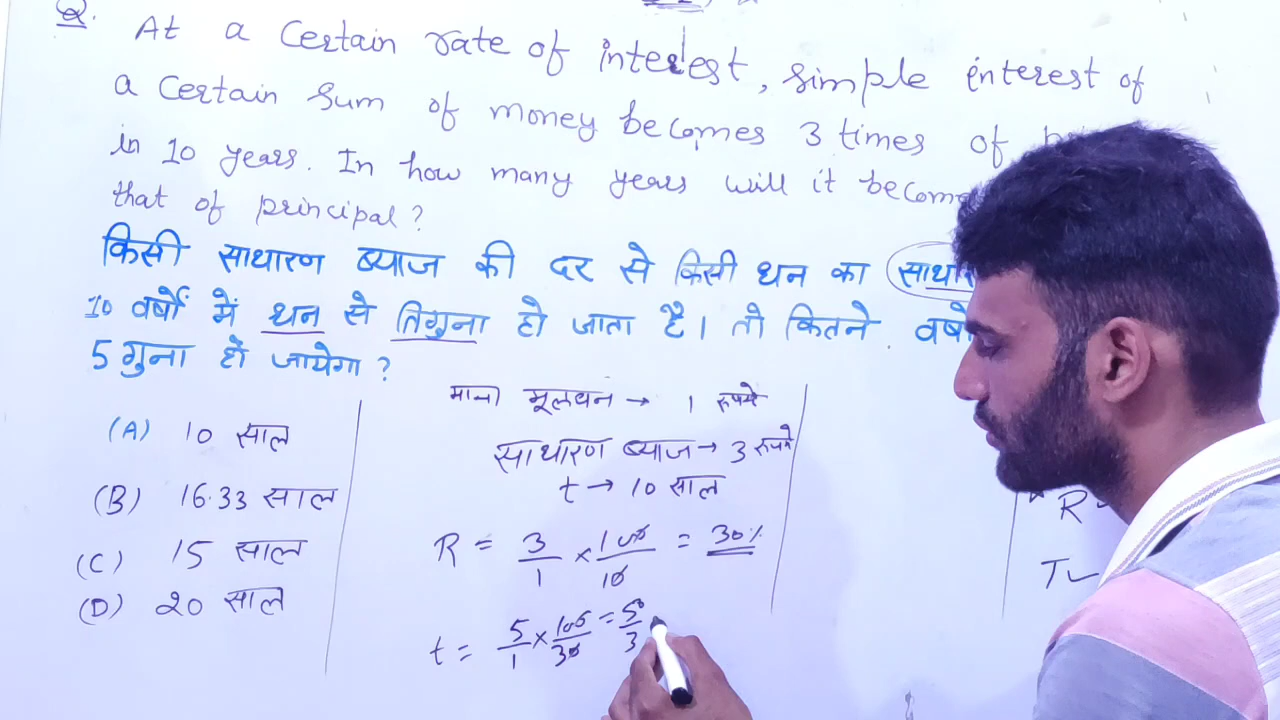 Q. At a certain rate of interest, simple interest of
a certain sum of money becomes 3 times of
in 10 years. In how many years will it become
that of principal?
किसी साधारण ब्याज की दर से किसी धन का
10 वर्षों में धन से तिगुना हो जाता है। तो कितने
5 गुना हो जायेगा?
(A) 10 साल
(B) 16.33 साल
(C) 15 साल
(D) 20 साल
माना मूलधन → 1 रुपये
साधारण ब्याज → 3 रुपये
t → 10 साल
R = 3/1 × 100/10 = 30%
t = 5/1 × 100/30 = 50/3
R
T